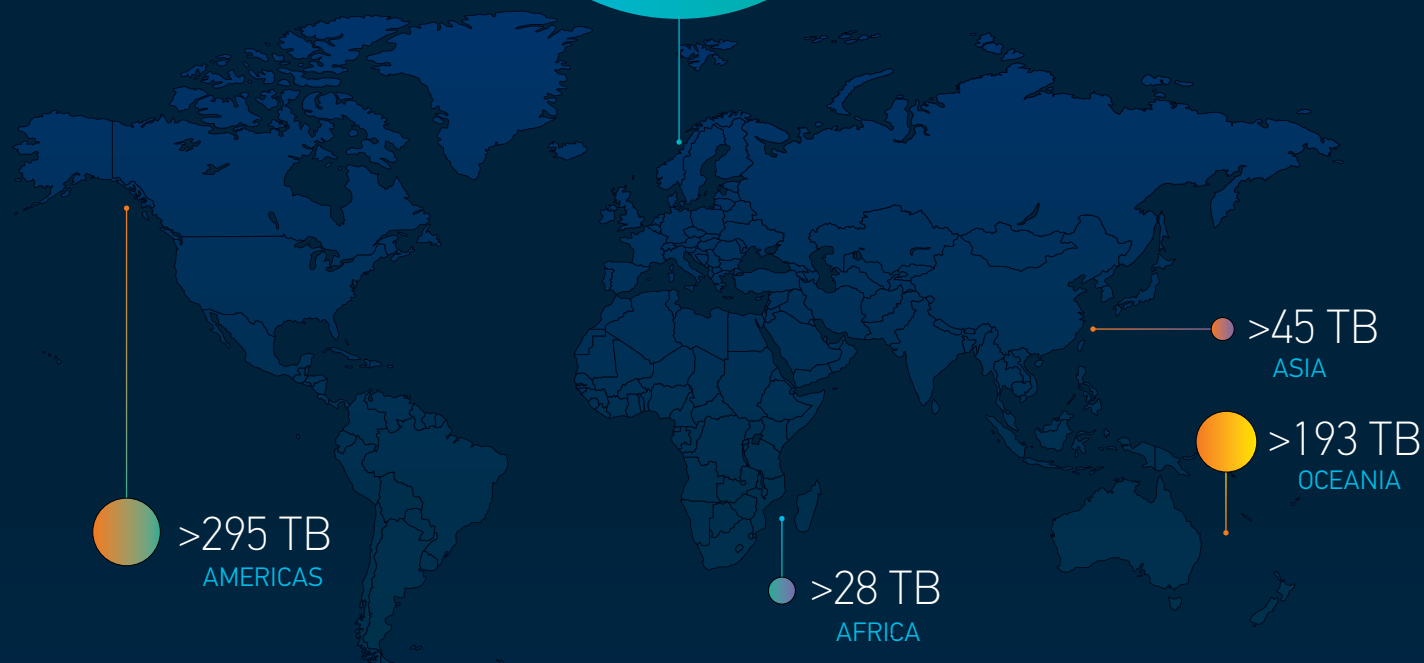 >45 TB
ASIA
>193 TB
OCEANIA
>295 TB
AMERICAS
>28 TB
AFRICA